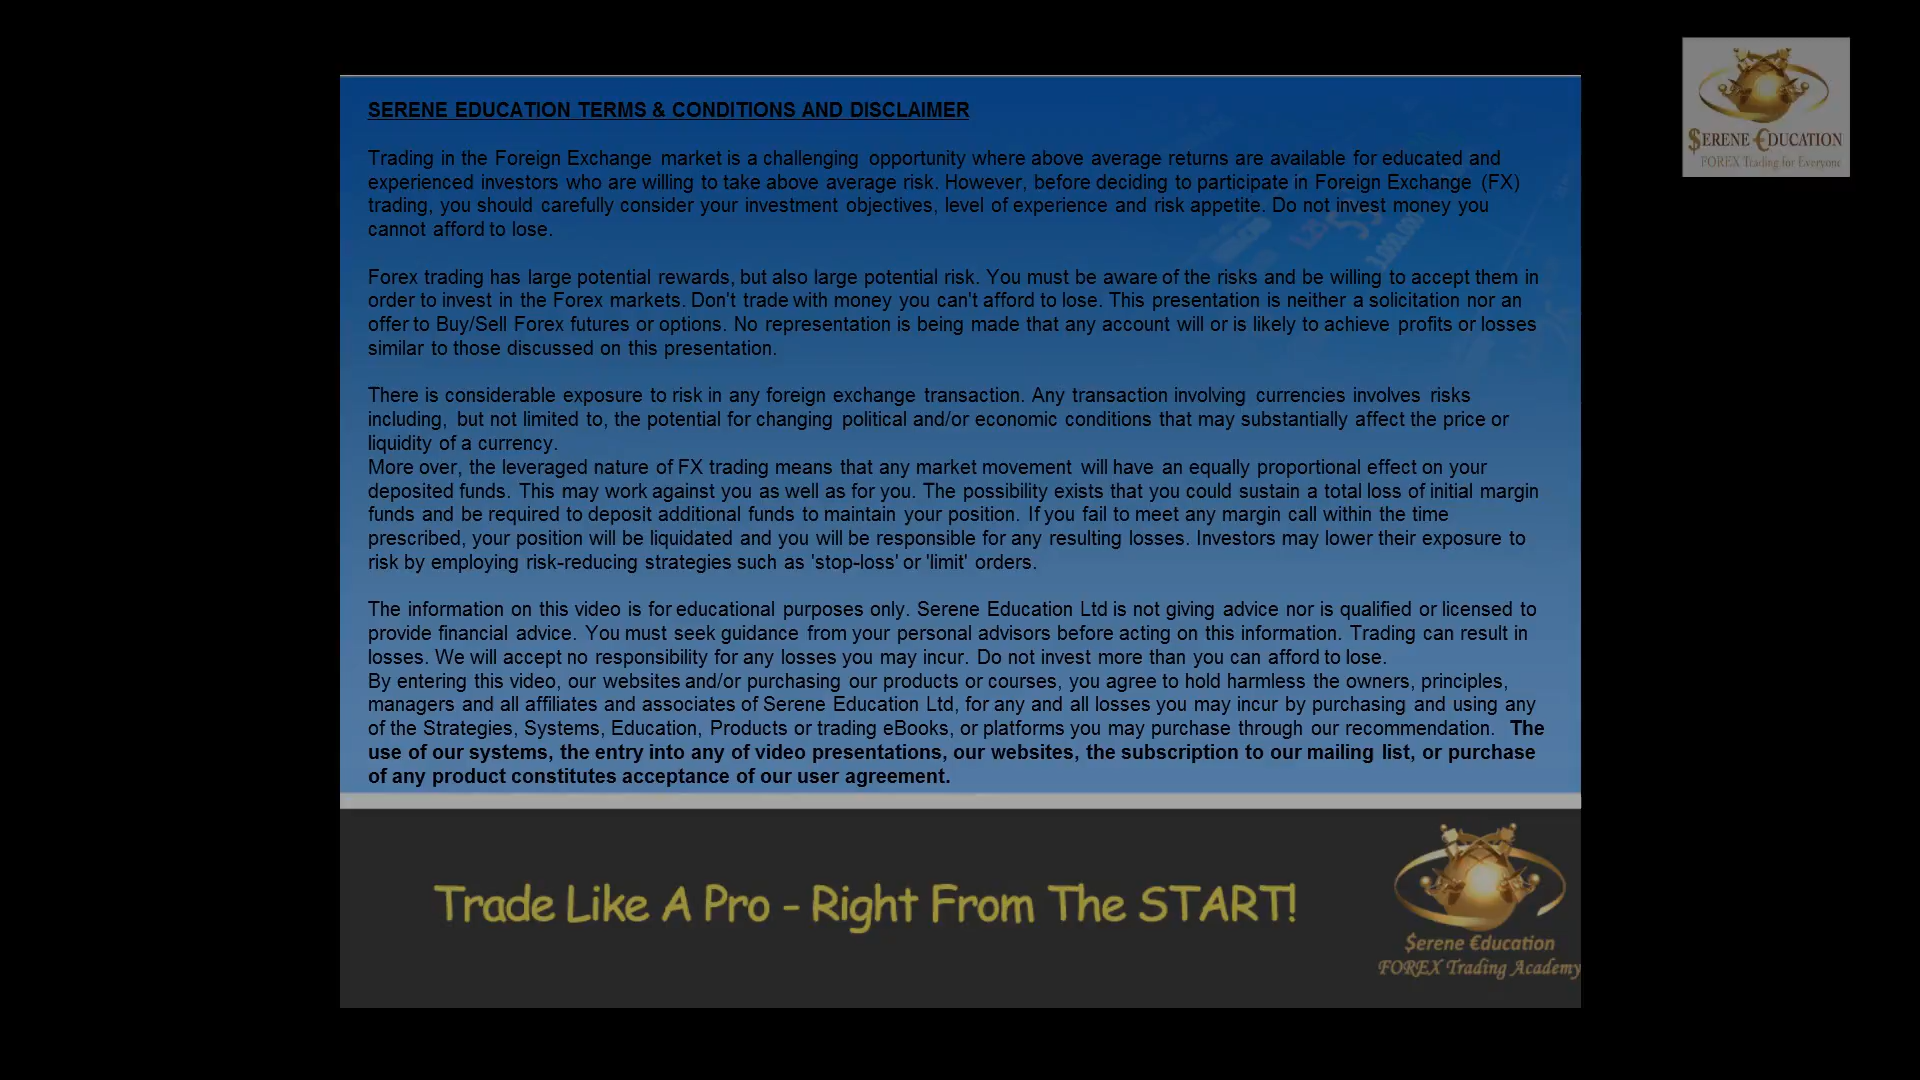 SERENE EDUCATION TERMS & CONDITIONS AND DISCLAIMER
Trading in the Foreign Exchange market is a challenging opportunity where above average returns are available for educated and
experienced investors who are willing to take above average risk. However, before deciding to participate in Foreign Exchange (FX)
trading, you should carefully consider your investment objectives, level of experience and risk appetite. Do not invest money you
cannot afford to lose.
Forex trading has large potential rewards, but also large potential risk. You must be aware of the risks and be willing to accept them in
order to invest in the Forex markets. Don't trade with money you can't afford to lose. This presentation is neither a solicitation nor an
offer to Buy/Sell Forex futures or options. No representation is being made that any account will or is likely to achieve profits or losses
similar to those discussed on this presentation.
There is considerable exposure to risk in any foreign exchange transaction. Any transaction involving currencies involves risks
including, but not limited to, the potential for changing political and/or economic conditions that may substantially affect the price or
liquidity of a currency.
More over, the leveraged nature of FX trading means that any market movement will have an equally proportional effect on your
deposited funds. This may work against you as well as for you. The possibility exists that you could sustain a total loss of initial margin
funds and be required to deposit additional funds to maintain your position. If you fail to meet any margin call within the time
prescribed, your position will be liquidated and you will be responsible for any resulting losses. Investors may lower their exposure to
risk by employing risk-reducing strategies such as 'stop-loss' or 'limit' orders.
The information on this video is for educational purposes only. Serene Education Ltd is not giving advice nor is qualified or licensed to
provide financial advice. You must seek guidance from your personal advisors before acting on this information. Trading can result in
losses. We will accept no responsibility for any losses you may incur. Do not invest more than you can afford to lose.
By entering this video, our websites and/or purchasing our products or courses, you agree to hold harmless the owners, principles,
managers and all affiliates and associates of Serene Education Ltd, for any and all losses you may incur by purchasing and using any
of the Strategies, Systems, Education, Products or trading eBooks, or platforms you may purchase through our recommendation. The
use of our systems, the entry into any of video presentations, our websites, the subscription to our mailing list, or purchase
of any product constitutes acceptance of our user agreement.
Trade Like A Pro - Right From The START!
$erene €ducation
FOREX Trading Academy
$ERENE €DUCATION
FOREX Trading for Everyone
1,000,000